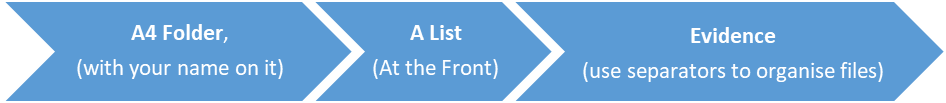 A4 Folder,
(with your name on it)
A List
(At the Front)
Evidence
(use separators to organise files)